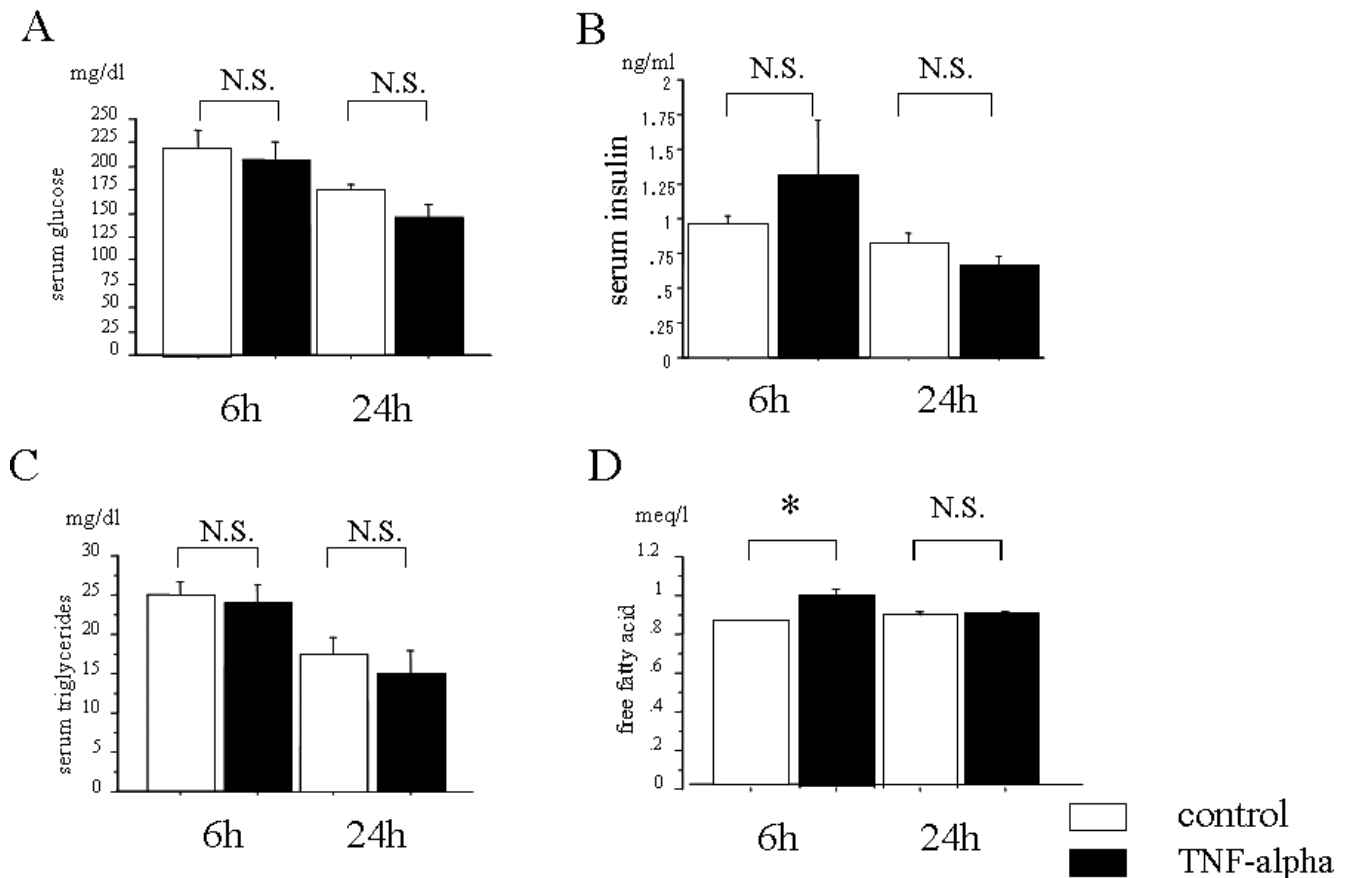 A
mg/dl
N.S.
N.S.
250
225
200
175
150
125
100
75
50
25
0
serum glucose
6h
24h
B
ng/ml
N.S.
N.S.
2
1.75
1.5
1.25
1
0.75
.5
.25
0
serum insulin
6h
24h
C
mg/dl
N.S.
N.S.
30
25
20
15
10
5
0
serum triglycerides
6h
24h
D
meq/l
*
N.S.
1.2
1
.8
.6
.4
.2
0
free fatty acid
6h
24h
control
TNF-alpha